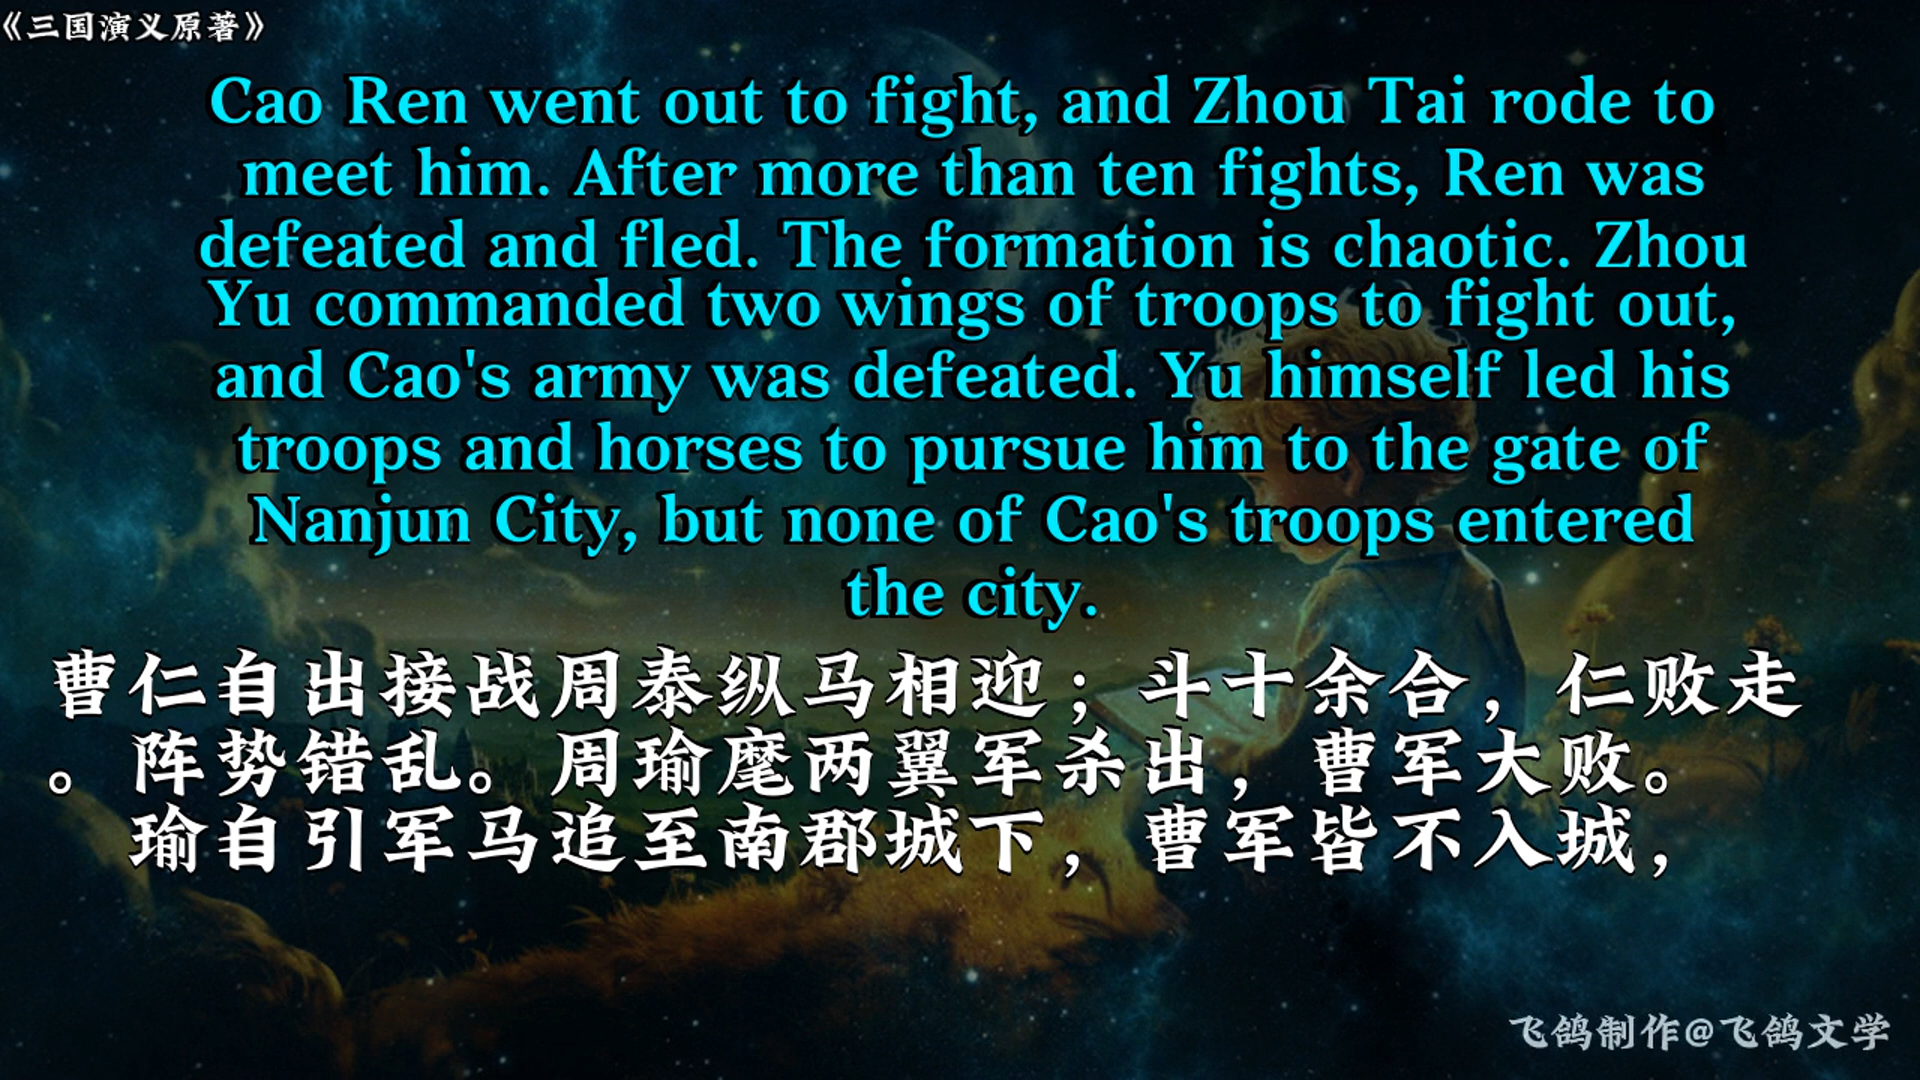 《三国演义原著》
Cao Ren went out to fight, and Zhou Tai rode to
meet him. After more than ten fights, Ren was
defeated and fled. The formation is chaotic. Zhou
Yu commanded two wings of troops to fight out,
and Cao's army was defeated. Yu himself led his
troops and horses to pursue him to the gate of
Nanjun City, but none of Cao's troops entered
the city.
曹仁自出接战周泰纵马相迎；斗十余合，仁败走
。阵势错乱。周瑜麾两翼军杀出，曹军大败。
瑜自引军马追至南郡城下，曹军皆不入城，
飞鸽制作@飞鸽文学